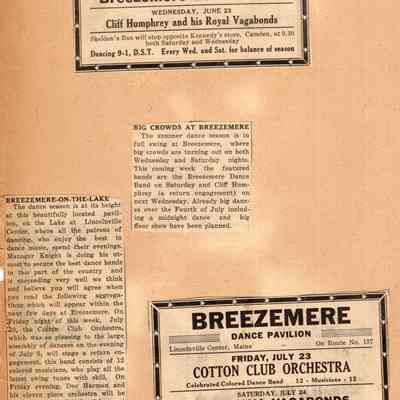 WEDNESDAY, JUNE 23
Cliff Humphrey and his Royal Vagabonds
Sheldon's Bus will stop opposite Kennedy's store, Camden, at 9.30
both Saturday and Wednesday
Dancing 9-1, D.S.T. Every Wed. and Sat. for balance of season
BIG CROWDS AT BREEZEMERE
The summer dance season is in
full swing at Breezemere, where
big crowds are turning out on both
Wednesday and Saturday nights.
This coming week the featured
bands are the Breezemere Dance
Band on Saturday and Cliff Hum-
phrey (a return engagement) on
next Wednesday. Already big danc-
es over the Fourth of July includ-
ing a midnight dance and big
floor show have been planned.
BREEZEMERE-ON-THE-LAKE
The dance season is at its height
at this beautifully located pavil-
ion, on the Lake at Lincolnville
Center, where all the patrons of
dancing, who enjoy the best in
dance music, spend their evenings.
Manager Knight is doing his ut-
most to secure the best dance bands
in this part of the country and
is succeeding very well we think
and believe you will agree when
you read the following aggrega-
tions which will appear within the
next few days at Breezemere. On
Friday night of this week, July
the Cotton Club Orchestra,
which was so pleasing to the large
assembly of dancers on the evening
of July 5, will stage a return en-
gagement, this band consists of 12
colored musicians, who play all the
latest swing tunes with skill. On
Friday evening, Doc Harmon and
his eleven piece orchestra will be
BREEZEMERE
DANCE PAVILION
Lincolnville Center, Maine On Route No. 137
FRIDAY, JULY 23
COTTON CLUB ORCHESTRA
Celebrated Colored Dance Band 12 - Musicians - 12
SATURDAY, JULY 24
VAGABONDS